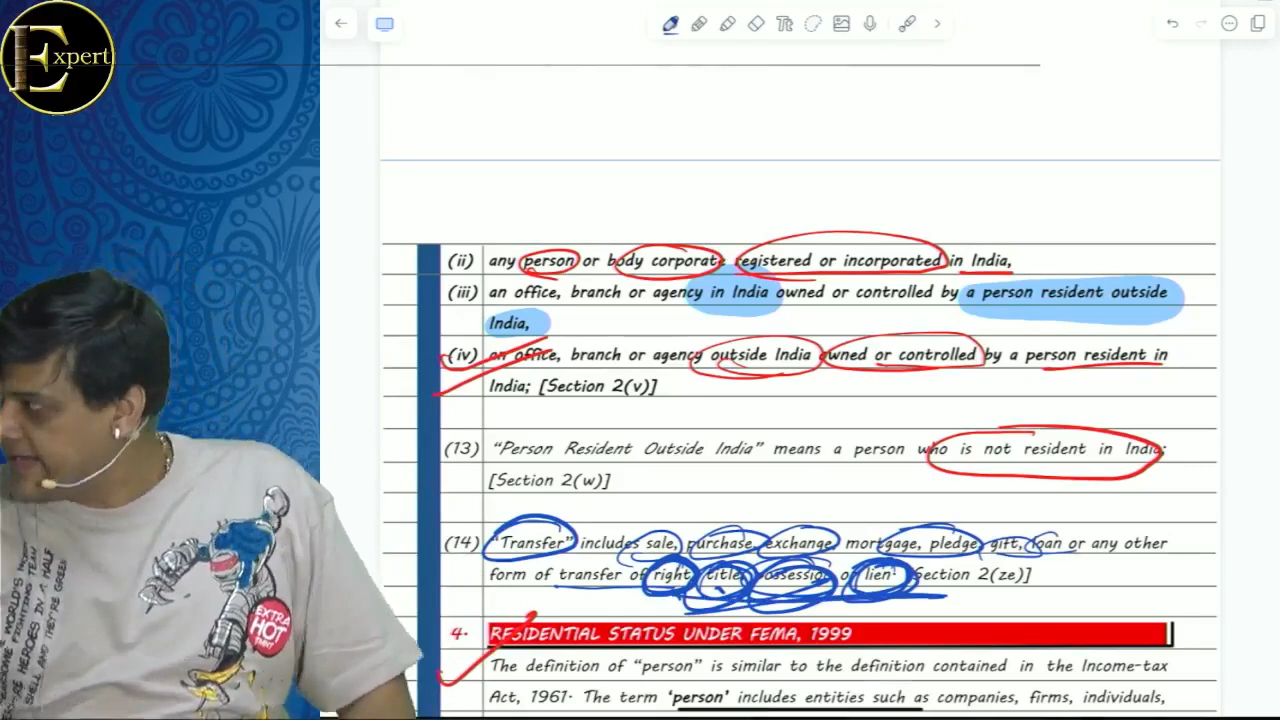 Expert
(ii) any person or body corporate registered or incorporated in India,
(iii) an office, branch or agency in India owned or controlled by a person resident outside
India,
(iv) an office, branch or agency outside India owned or controlled by a person resident in
India; [Section 2(v)]
(13) “Person Resident Outside India” means a person who is not resident in India;
[Section 2(w)]
(14) “Transfer” includes sale, purchase, exchange, mortgage, pledge, gift, loan or any other
form of transfer of right, title, possession or lien. [Section 2(ze)]
4. RESIDENTIAL STATUS UNDER FEMA, 1999
The definition of “person” is similar to the definition contained in the Income-tax
Act, 1961. The term ‘person’ includes entities such as companies, firms, individuals,
EXTRA
HOT